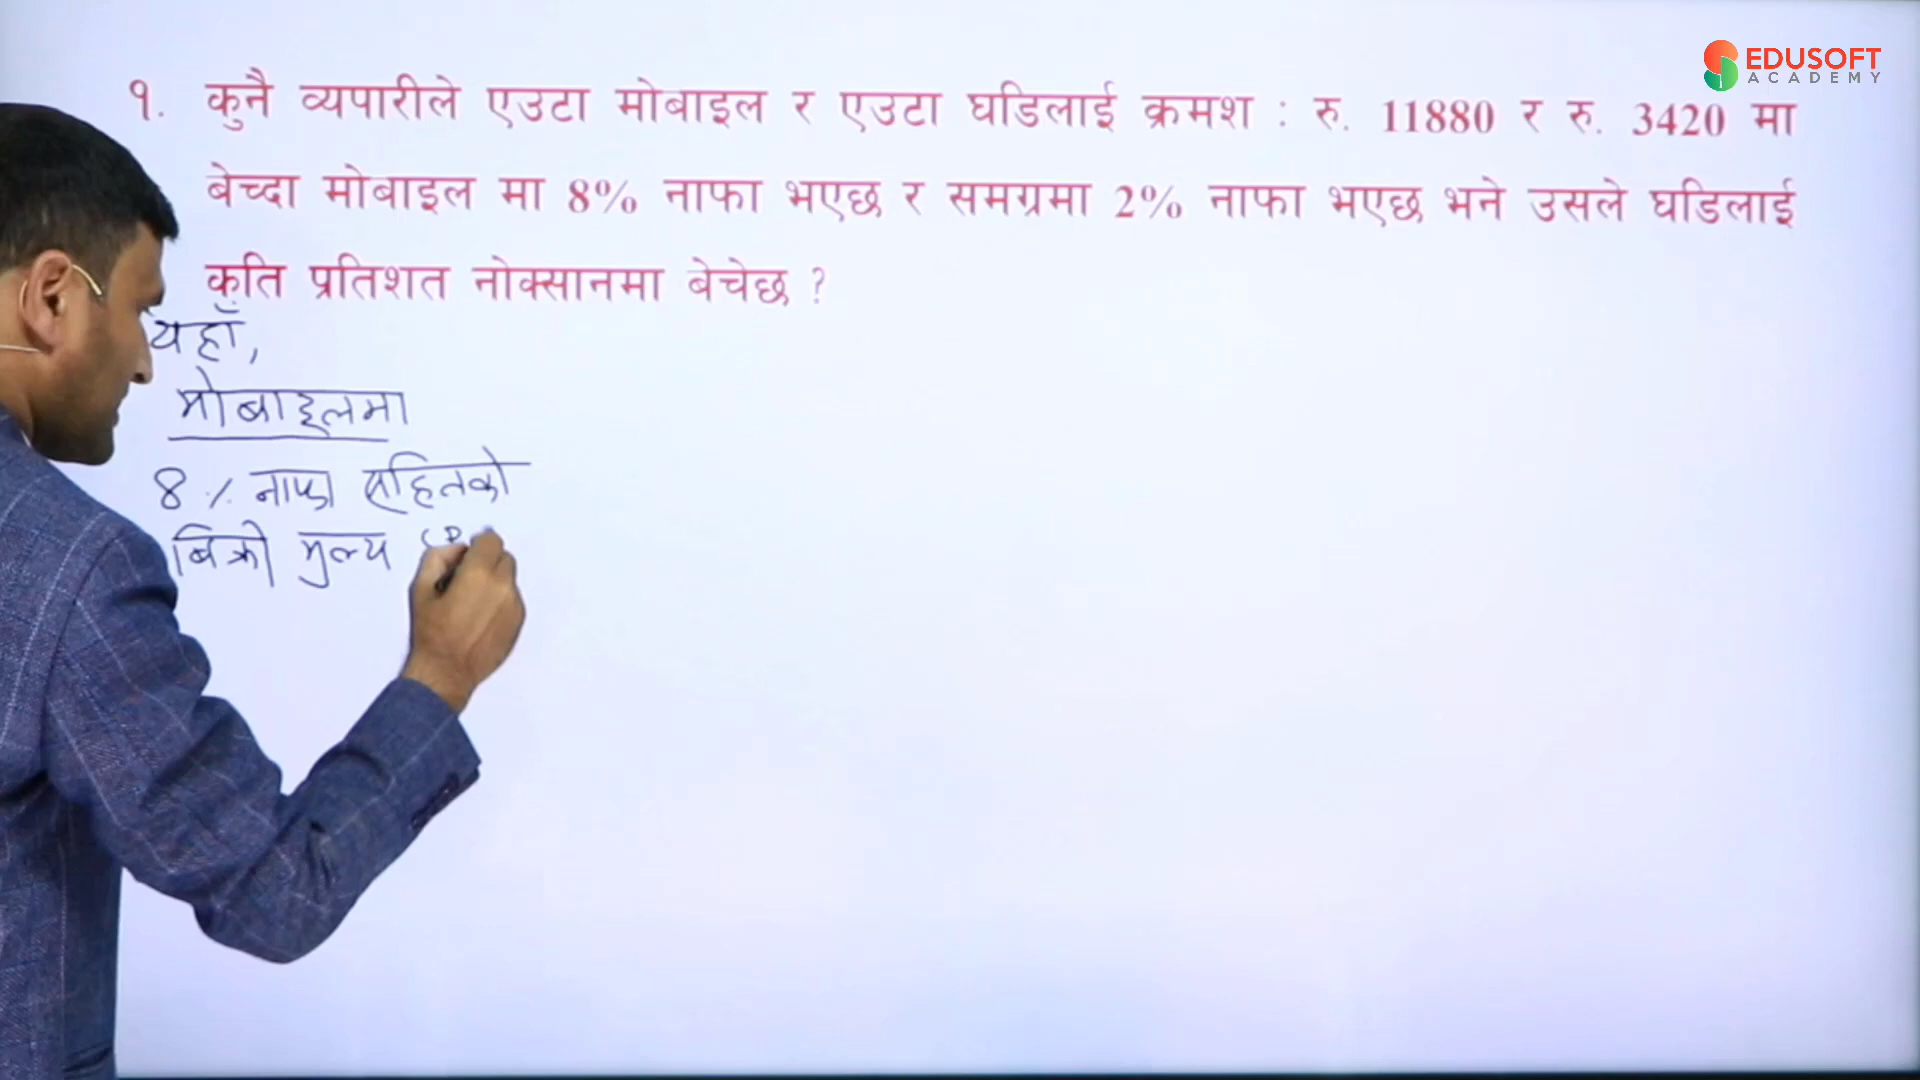 EDUSOFT
ACADEMY
१. कुनै व्यपारीले एउटा मोबाइल र एउटा घडिलाई क्रमश : रु. 11880 र रु. 3420 मा
बेच्दा मोबाइल मा 8% नाफा भएछ र समग्रमा 2% नाफा भएछ भने उसले घडिलाई
कति प्रतिशत नोक्सानमा बेचेछ ?
यहाँ,
मोबाइलमा
8 % नाफा सहितको
बिक्री मुल्य